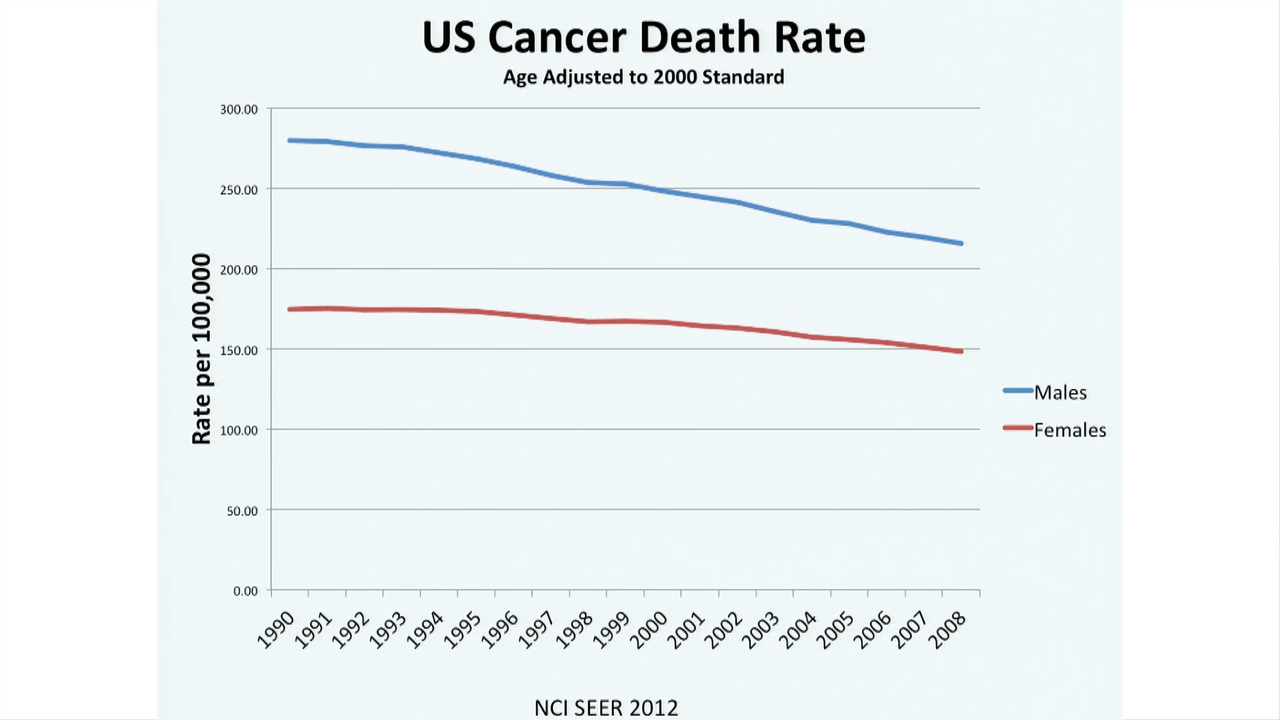 US Cancer Death Rate
Age Adjusted to 2000 Standard
300.00
250.00
200.00
150.00
100.00
50.00
0.00
Rate per 100,000
1990 1991 1992 1993 1994 1995 1996 1997 1998 1999 2000 2001 2002 2003 2004 2005 2006 2007 2008
Males
Females
NCI SEER 2012